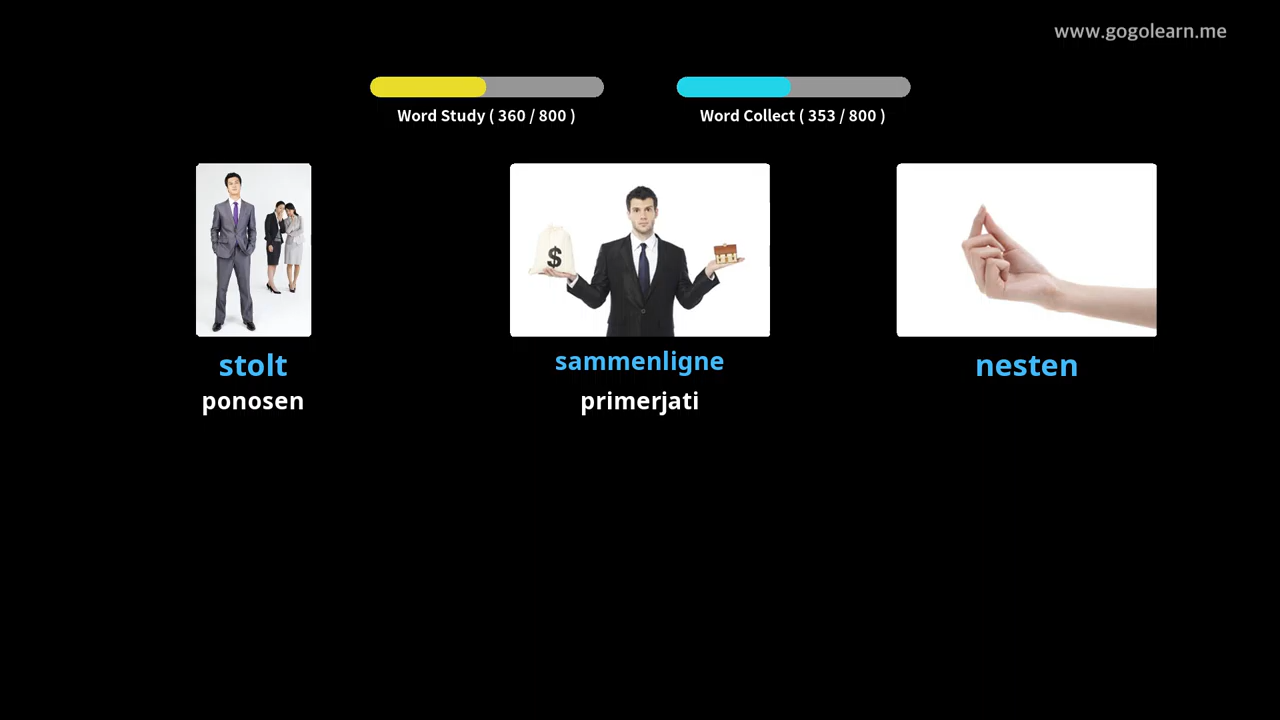 www.gogolearn.me
Word Study ( 360 / 800 )
Word Collect ( 353 / 800 )
$
stolt
ponosen
sammenligne
primerjati
nesten